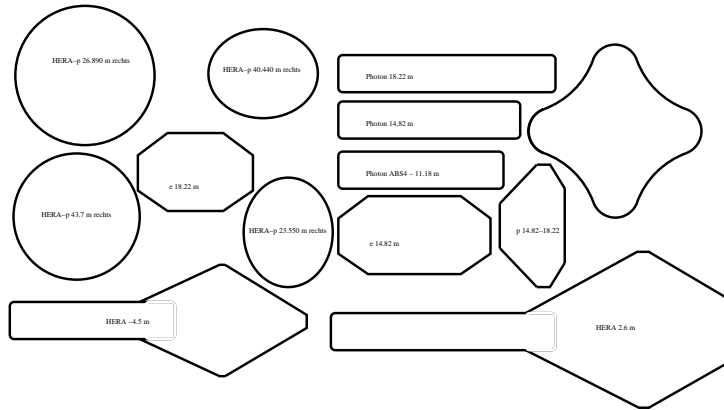 HERA–p 26.890 m rechts
HERA–p 40.440 m rechts
Photon 18.22 m
Photon 14,82 m
Photon ABS4 – 11.18 m
e 18.22 m
HERA–p 43.7 m rechts
HERA–p 23.550 m rechts
e 14.82 m
p 14.82–18.22
HERA –4.5 m
HERA 2.6 m